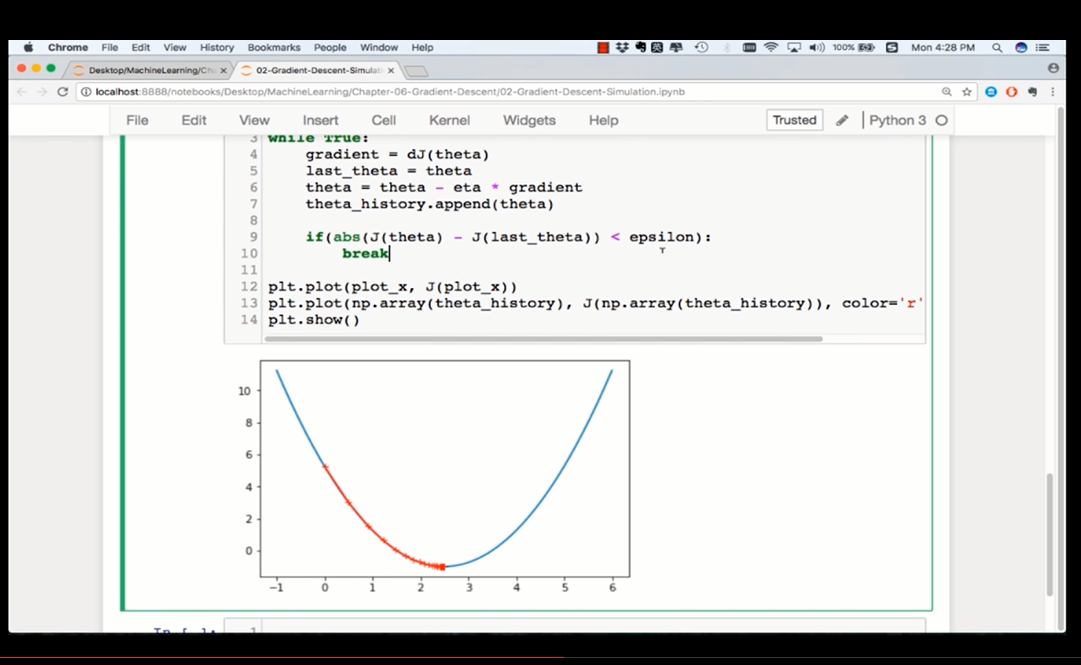 Chrome File Edit View History Bookmarks People Window Help 100% Mon 4:28 PM
Desktop/MachineLearning/Ch × 02-Gradient-Descent-Simulati ×
localhost:8888/notebooks/Desktop/MachineLearning/Chapter-06-Gradient-Descent/02-Gradient-Descent-Simulation.ipynb
File Edit View Insert Cell Kernel Widgets Help Trusted Python 3
3 while True:
4 gradient = dJ(theta)
5 last_theta = theta
6 theta = theta - eta * gradient
7 theta_history.append(theta)
8
9 if(abs(J(theta) - J(last_theta)) < epsilon):
10 break
11
12 plt.plot(plot_x, J(plot_x))
13 plt.plot(np.array(theta_history), J(np.array(theta_history)), color='r'
14 plt.show()
10
8
6
4
2
0
−1 0 1 2 3 4 5 6
In [ ]: 1